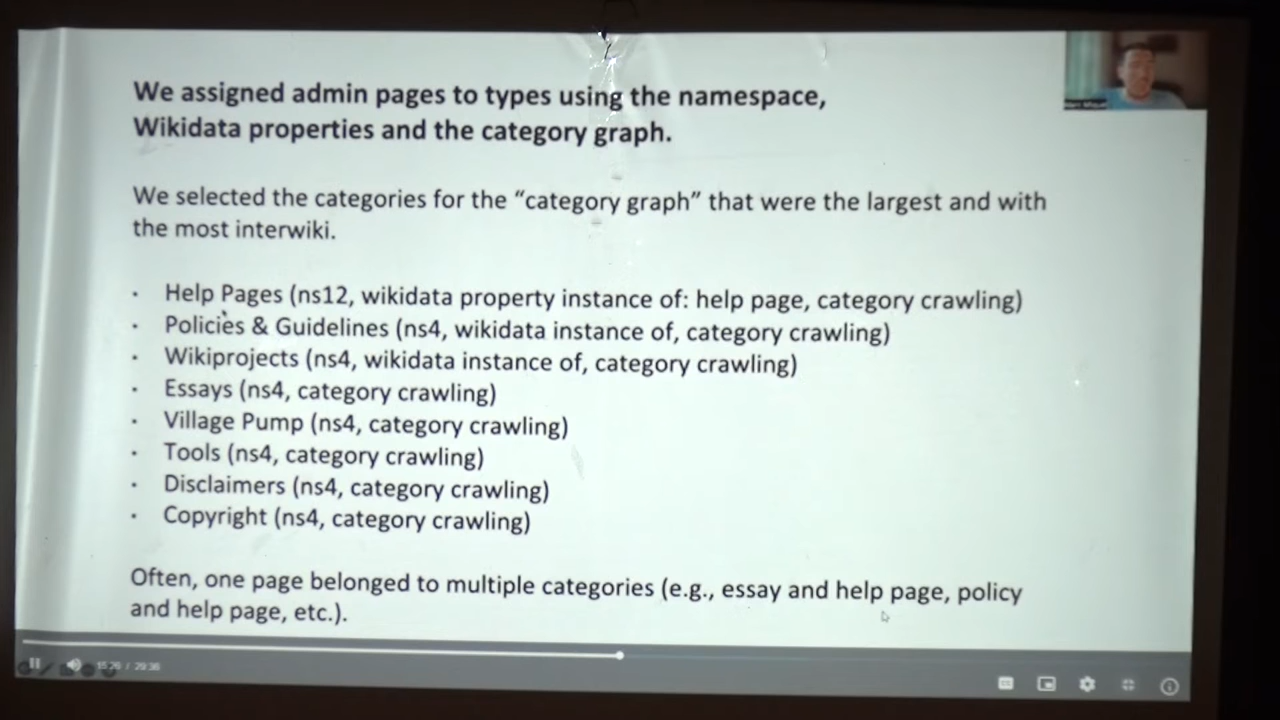 We assigned admin pages to types using the namespace,
Wikidata properties and the category graph.
We selected the categories for the “category graph” that were the largest and with
the most interwiki.
· Help Pages (ns12, wikidata property instance of: help page, category crawling)
· Policies & Guidelines (ns4, wikidata instance of, category crawling)
· Wikiprojects (ns4, wikidata instance of, category crawling)
· Essays (ns4, category crawling)
· Village Pump (ns4, category crawling)
· Tools (ns4, category crawling)
· Disclaimers (ns4, category crawling)
· Copyright (ns4, category crawling)
Often, one page belonged to multiple categories (e.g., essay and help page, policy
and help page, etc.).
15:26 / 29:36